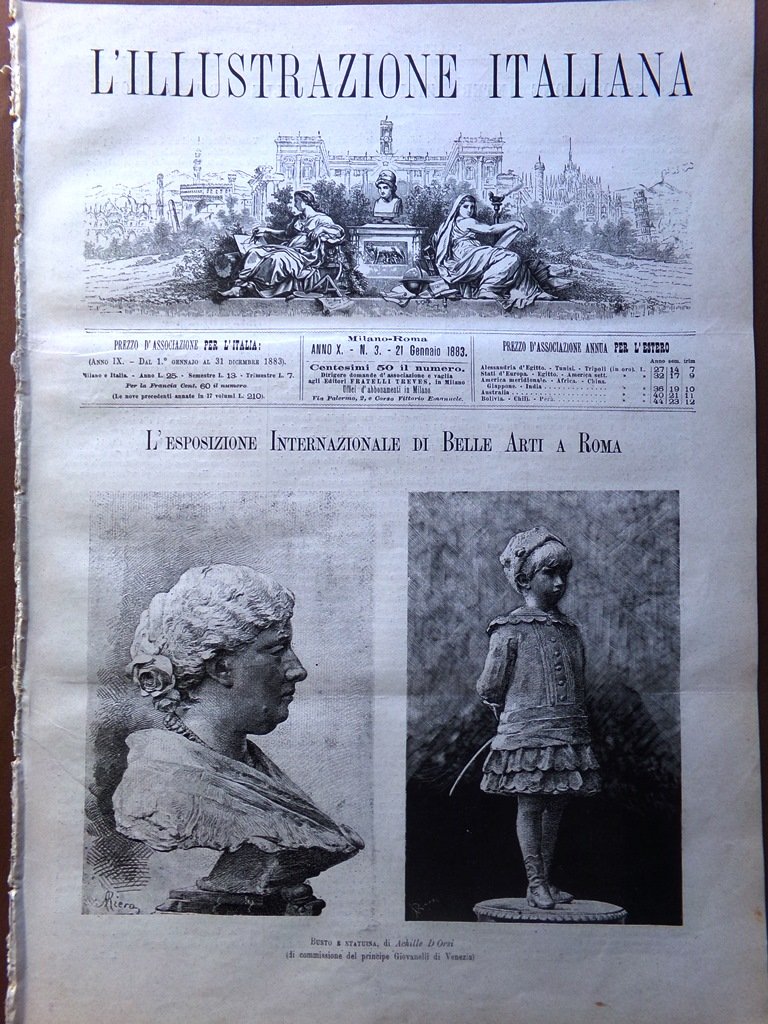 L'ILLUSTRAZIONE ITALIANA
PREZZO D'ASSOCIAZIONE PER L'ITALIA:
(ANNO IX. - DAL 1.° GENNAJO AL 31 DICEMBRE 1883).
Milano e Italia. - Anno L. 25. - Semestre L. 13. - Trimestre L. 7.
Per la Francia Cent. 60 il numero.
(Le nove precedenti annate in 17 volumi L. 210).
Milano-Roma
ANNO X. - N. 3. - 21 Gennaio 1883.
Centesimi 50 il numero.
Dirigere domande d'associazione e vaglia
agli Editori FRATELLI TREVES, in Milano
Uffici d'abbonamenti in Milano
Via Palermo, 2, e Corso Vittorio Emanuele.
PREZZO D'ASSOCIAZIONE ANNUA PER L'ESTERO
Anno sem. trim
Alessandria d'Egitto. - Tunisi. - Tripoli (in oro). L. 27 14 7
Stati d'Europa. - Egitto. - America sett. » » 32 17 9
America meridionale. - Africa. - China.
Giappone. - India » » 36 19 10
Australia » » 40 21 11
Bolivia. - Chilì. - Perù » » 44 23 12
L'ESPOSIZIONE INTERNAZIONALE DI BELLE ARTI A ROMA
ARiera
BUSTO E STATUINA, di Achille D'Orsi
(di commissione del principe Giovanelli di Venezia)